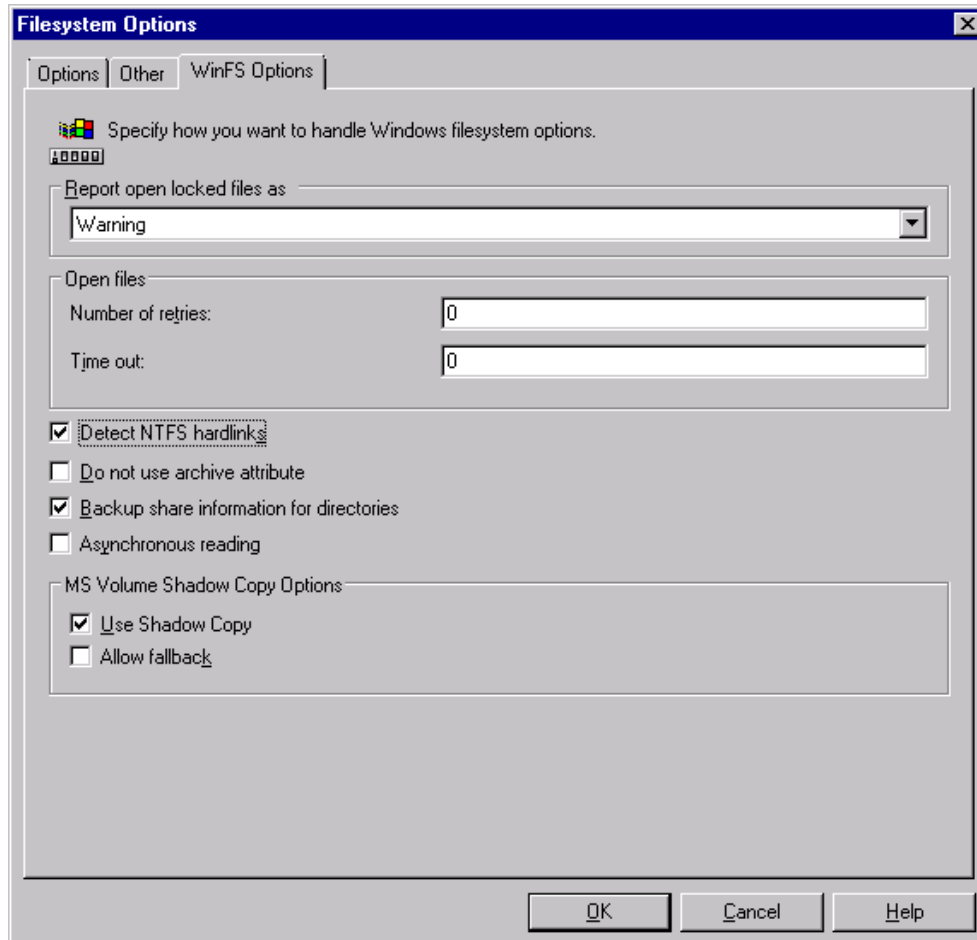 Filesystem Options
Options Other WinFS Options
Specify how you want to handle Windows filesystem options.
Report open locked files as
Warning
Open files
Number of retries: 0
Time out: 0
Detect NTFS hardlinks
Do not use archive attribute
Backup share information for directories
Asynchronous reading
MS Volume Shadow Copy Options
Use Shadow Copy
Allow fallback
OK Cancel Help